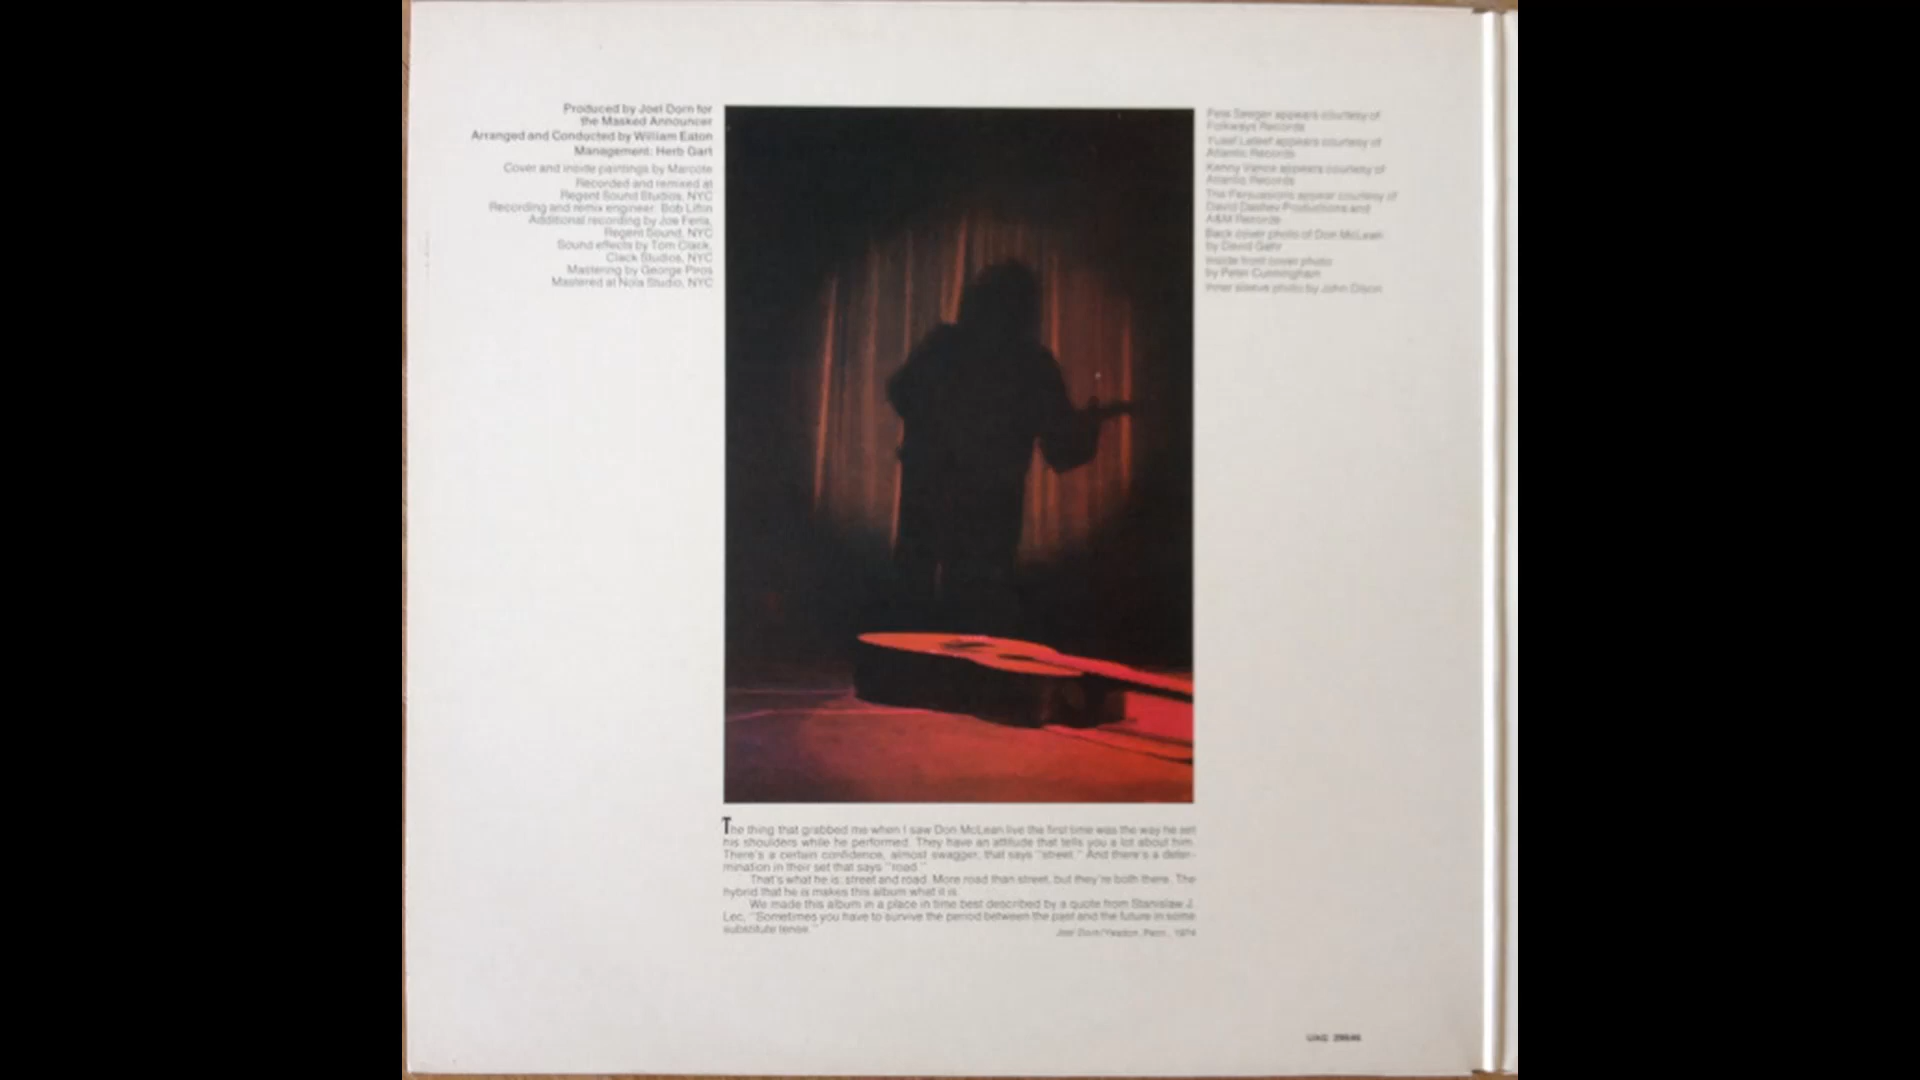 Produced by Joel Dorn for
the Masked Announcer
Arranged and Conducted by William Eaton
Management: Herb Gart
Cover and inside paintings by Marcote
Recorded and remixed at
Regent Sound Studios, NYC
Recording and remix engineer: Bob Liftin
Additional recording by Joe Ferla,
Regent Sound, NYC
Sound effects by Tom Clack,
Clack Studios, NYC
Mastering by George Piros
Mastered at Nola Studio, NYC
Pete Seeger appears courtesy of
Folkways Records
Yusef Lateef appears courtesy of
Atlantic Records
Kenny Vance appears courtesy of
Atlantic Records
The Persuasions appear courtesy of
David Dashev Productions and
A&M Records
Back cover photo of Don McLean
by David Gahr
Inside front cover photo
by Peter Cunningham
Inner sleeve photo by John Olson
The thing that grabbed me when I saw Don McLean live the first time was the way he set
his shoulders while he performed. They have an attitude that tells you a lot about him.
There's a certain confidence, almost swagger, that says "street." And there's a deter-
mination in their set that says "road."
That's what he is: street and road. More road than street, but they're both there. The
hybrid that he is makes this album what it is.
We made this album in a place in time best described by a quote from Stanislaw J.
Lec, "Sometimes you have to survive the period between the past and the future in some
substitute tense."
Joel Dorn/Yeadon, Penn., 1974
UAG